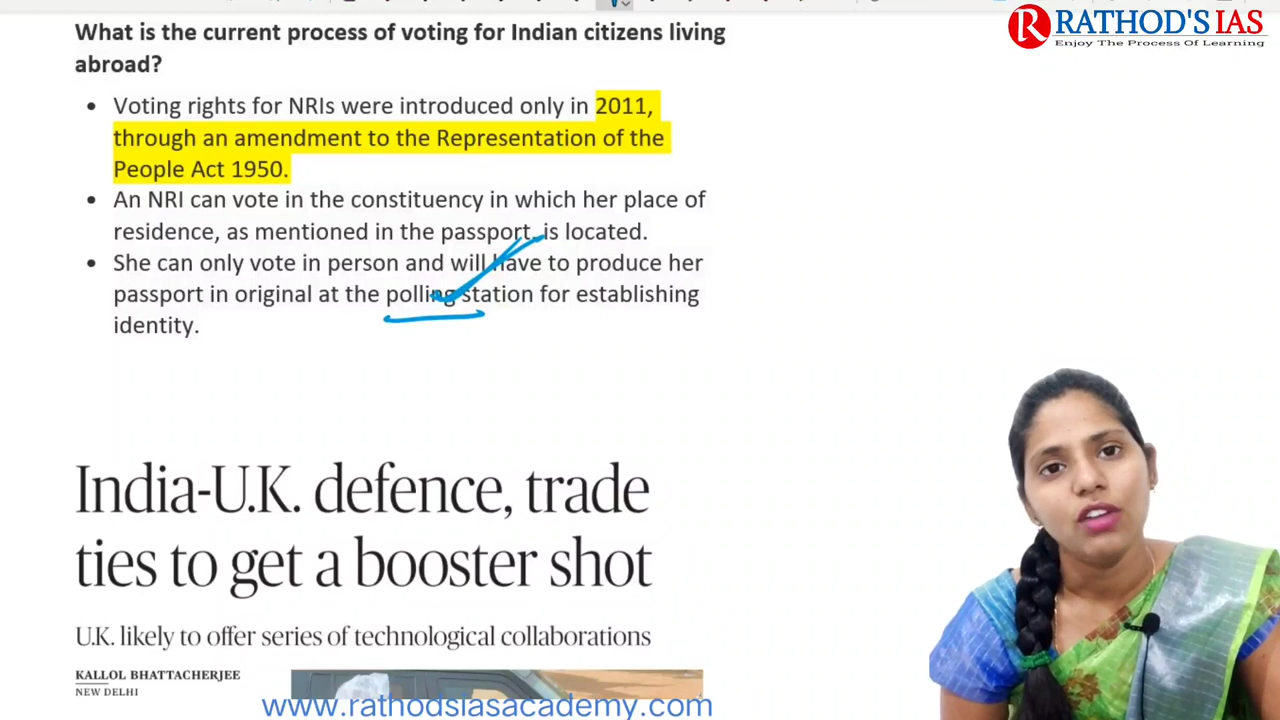 RATHOD'S IAS
Enjoy The Process Of Learning
What is the current process of voting for Indian citizens living
abroad?
• Voting rights for NRIs were introduced only in 2011,
through an amendment to the Representation of the
People Act 1950.
• An NRI can vote in the constituency in which her place of
residence, as mentioned in the passport, is located.
• She can only vote in person and will have to produce her
passport in original at the polling station for establishing
identity.
India-U.K. defence, trade
ties to get a booster shot
U.K. likely to offer series of technological collaborations
KALLOL BHATTACHERJEE
NEW DELHI
www.rathodsiasacademy.com